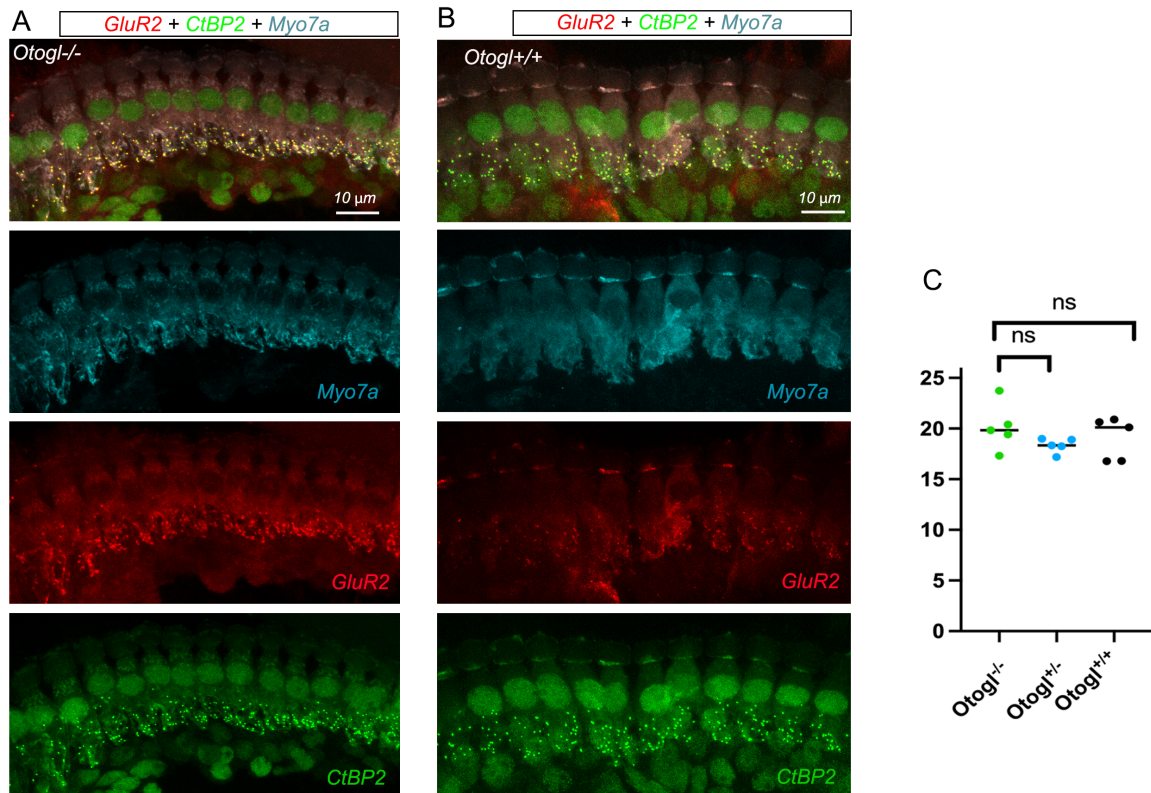 A
GluR2 + CtBP2 + Myo7a
Otogl-/-
10 µm
Myo7a
GluR2
CtBP2
B
GluR2 + CtBP2 + Myo7a
Otogl+/+
10 µm
Myo7a
GluR2
CtBP2
C
ns
ns
25
20
15
10
5
0
Otogl-/-
Otogl+/-
Otogl+/+